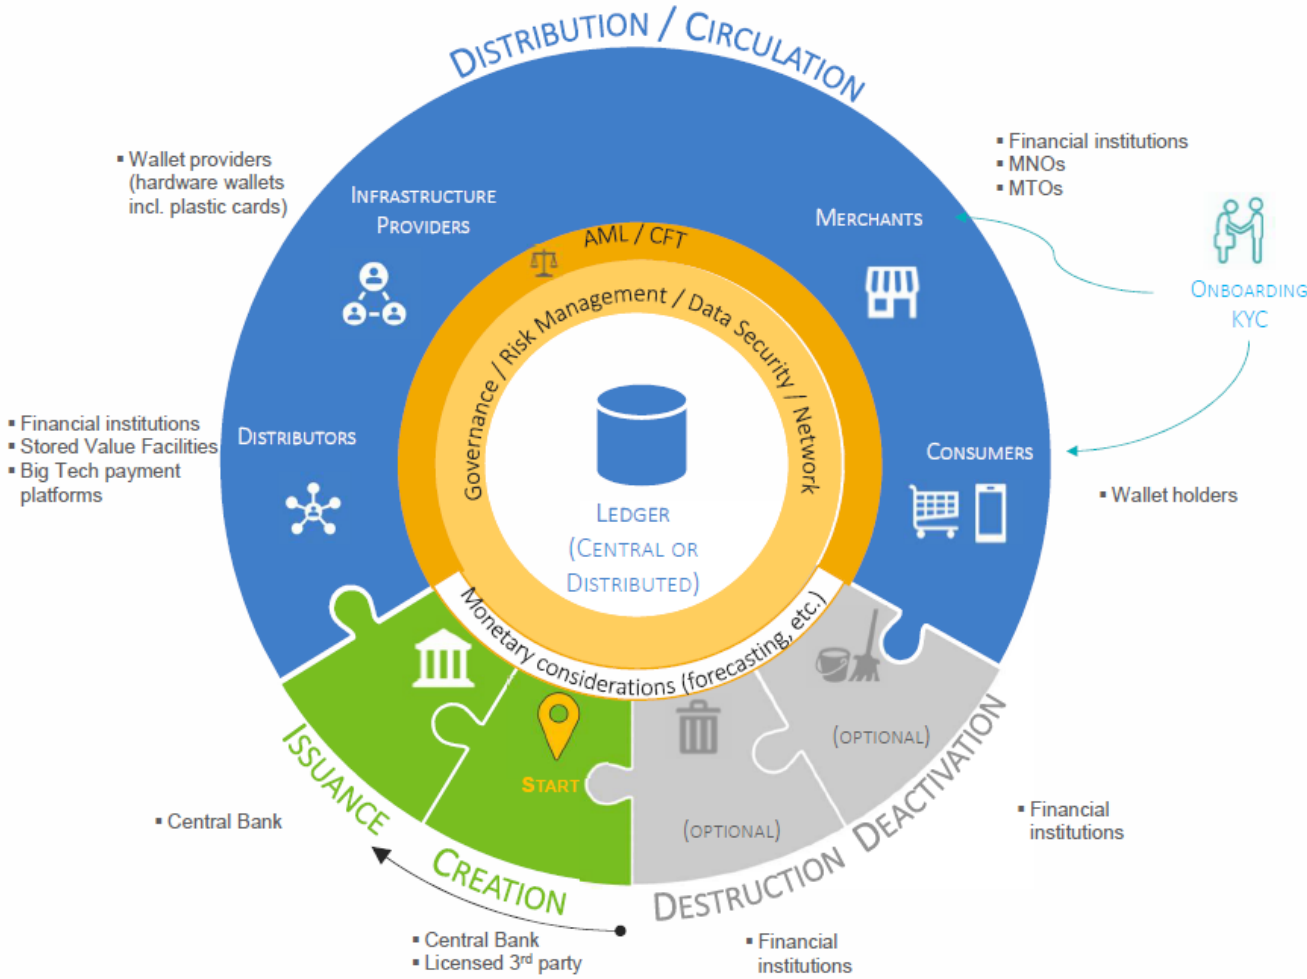 DISTRIBUTION / CIRCULATION
▪ Wallet providers
(hardware wallets
incl. plastic cards)
INFRASTRUCTURE
PROVIDERS
▪ Financial institutions
▪ MNOs
▪ MTOs
MERCHANTS
ONBOARDING
KYC
AML / CFT
Governance / Risk Management / Data Security / Network
▪ Financial institutions
▪ Stored Value Facilities
▪ Big Tech payment
platforms
DISTRIBUTORS
CONSUMERS
▪ Wallet holders
LEDGER
(CENTRAL OR
DISTRIBUTED)
Monetary considerations (forecasting, etc.)
START
(OPTIONAL)
(OPTIONAL)
ISSUANCE
▪ Central Bank
CREATION
▪ Central Bank
▪ Licensed 3rd party
DESTRUCTION
▪ Financial
institutions
DEACTIVATION
▪ Financial
institutions